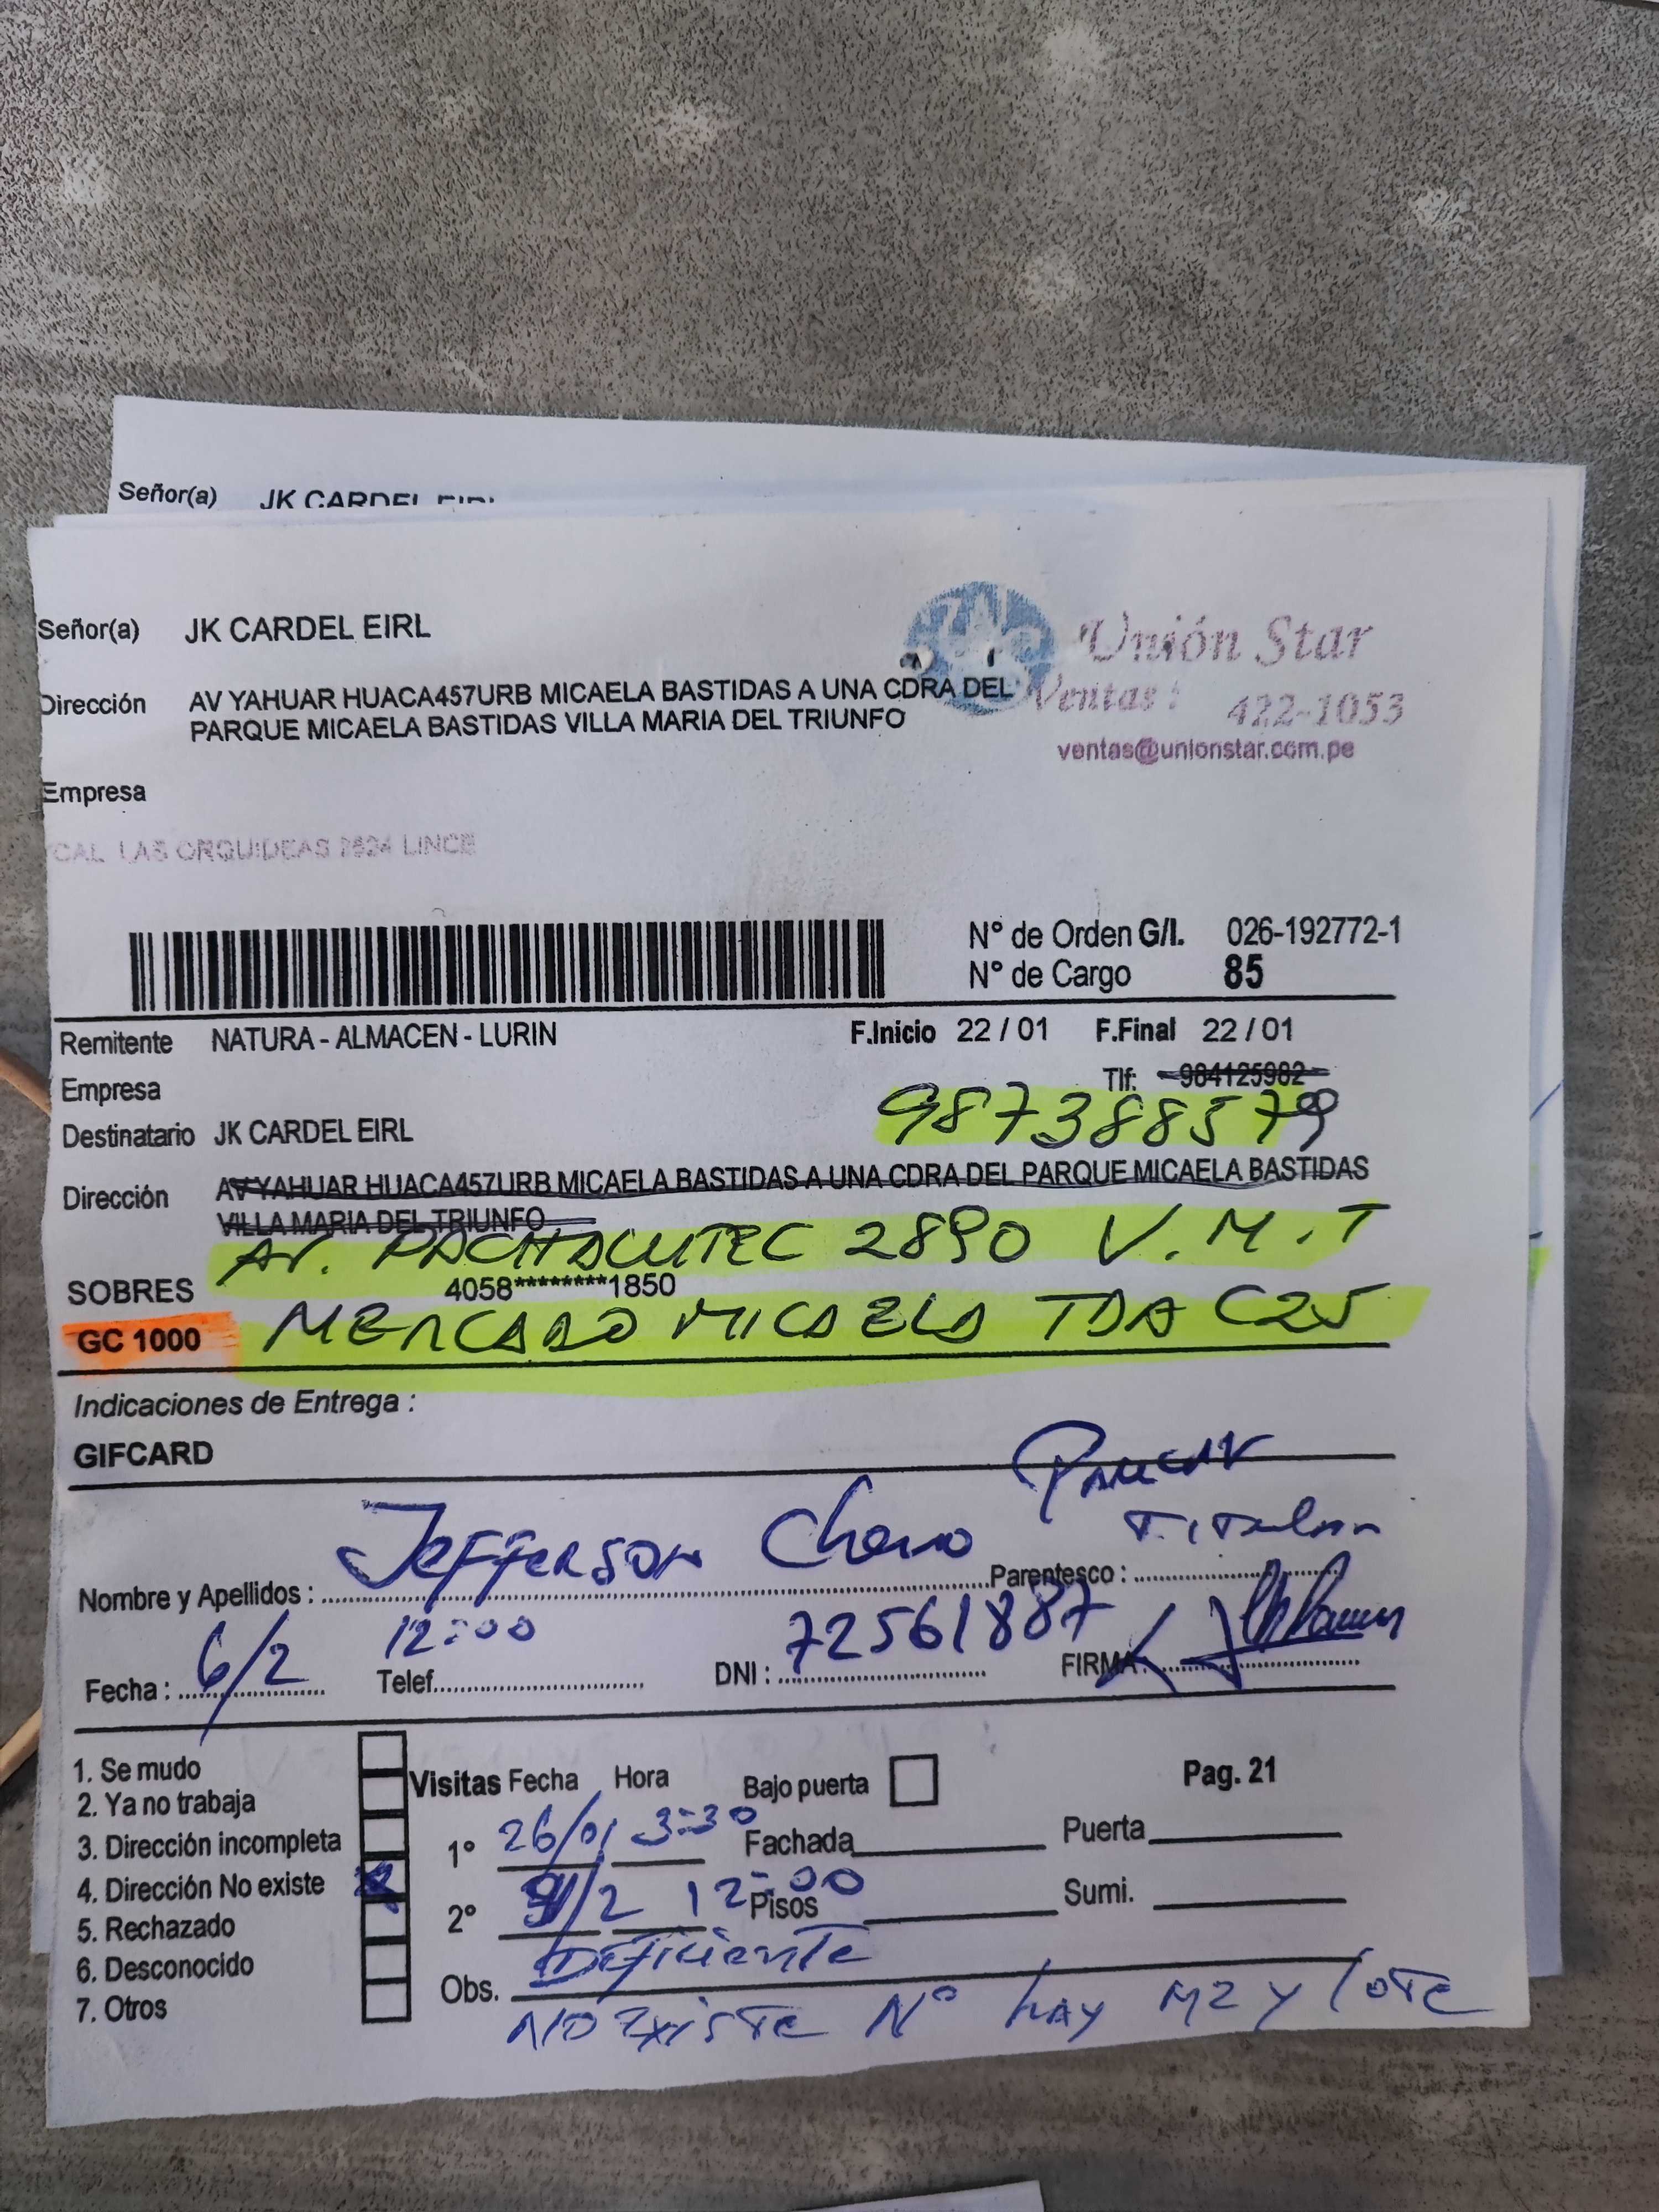 Señor(a) JK CARDEL EIRL
Señor(a) JK CARDEL EIRL
Unión Star
Ventas: 422-1053
ventas@unionstar.com.pe
Dirección AV YAHUAR HUACA457URB MICAELA BASTIDAS A UNA CDRA DEL
PARQUE MICAELA BASTIDAS VILLA MARIA DEL TRIUNFO
Empresa
CAL. LAS ORQUIDEAS 2624 LINCE
N° de Orden G/I. 026-192772-1
N° de Cargo 85
Remitente NATURA - ALMACEN - LURIN F.Inicio 22 / 01 F.Final 22 / 01
Empresa Tlf: 984125982
987388579
Destinatario JK CARDEL EIRL
Dirección AV YAHUAR HUACA457URB MICAELA BASTIDAS A UNA CDRA DEL PARQUE MICAELA BASTIDAS
VILLA MARIA DEL TRIUNFO
AV. PACHACUTEC 2890 V.M.T
SOBRES 4058********1850
GC 1000 MERCADO MICAELA TDA C25
Indicaciones de Entrega :
GIFCARD
Nombre y Apellidos : Jefferson Parentesco : Titular
Fecha : 6/2 Telef. 12:00 DNI : 72561887 FIRMA:
1. Se mudo
2. Ya no trabaja
3. Dirección incompleta
4. Dirección No existe
5. Rechazado
6. Desconocido
7. Otros
Visitas Fecha Hora Bajo puerta Pag. 21
1° 26/01 3:30 Fachada Puerta
2° /2 12:00 Pisos Sumi.
Obs. Deficiente
No Existe N° hay MZ y lote